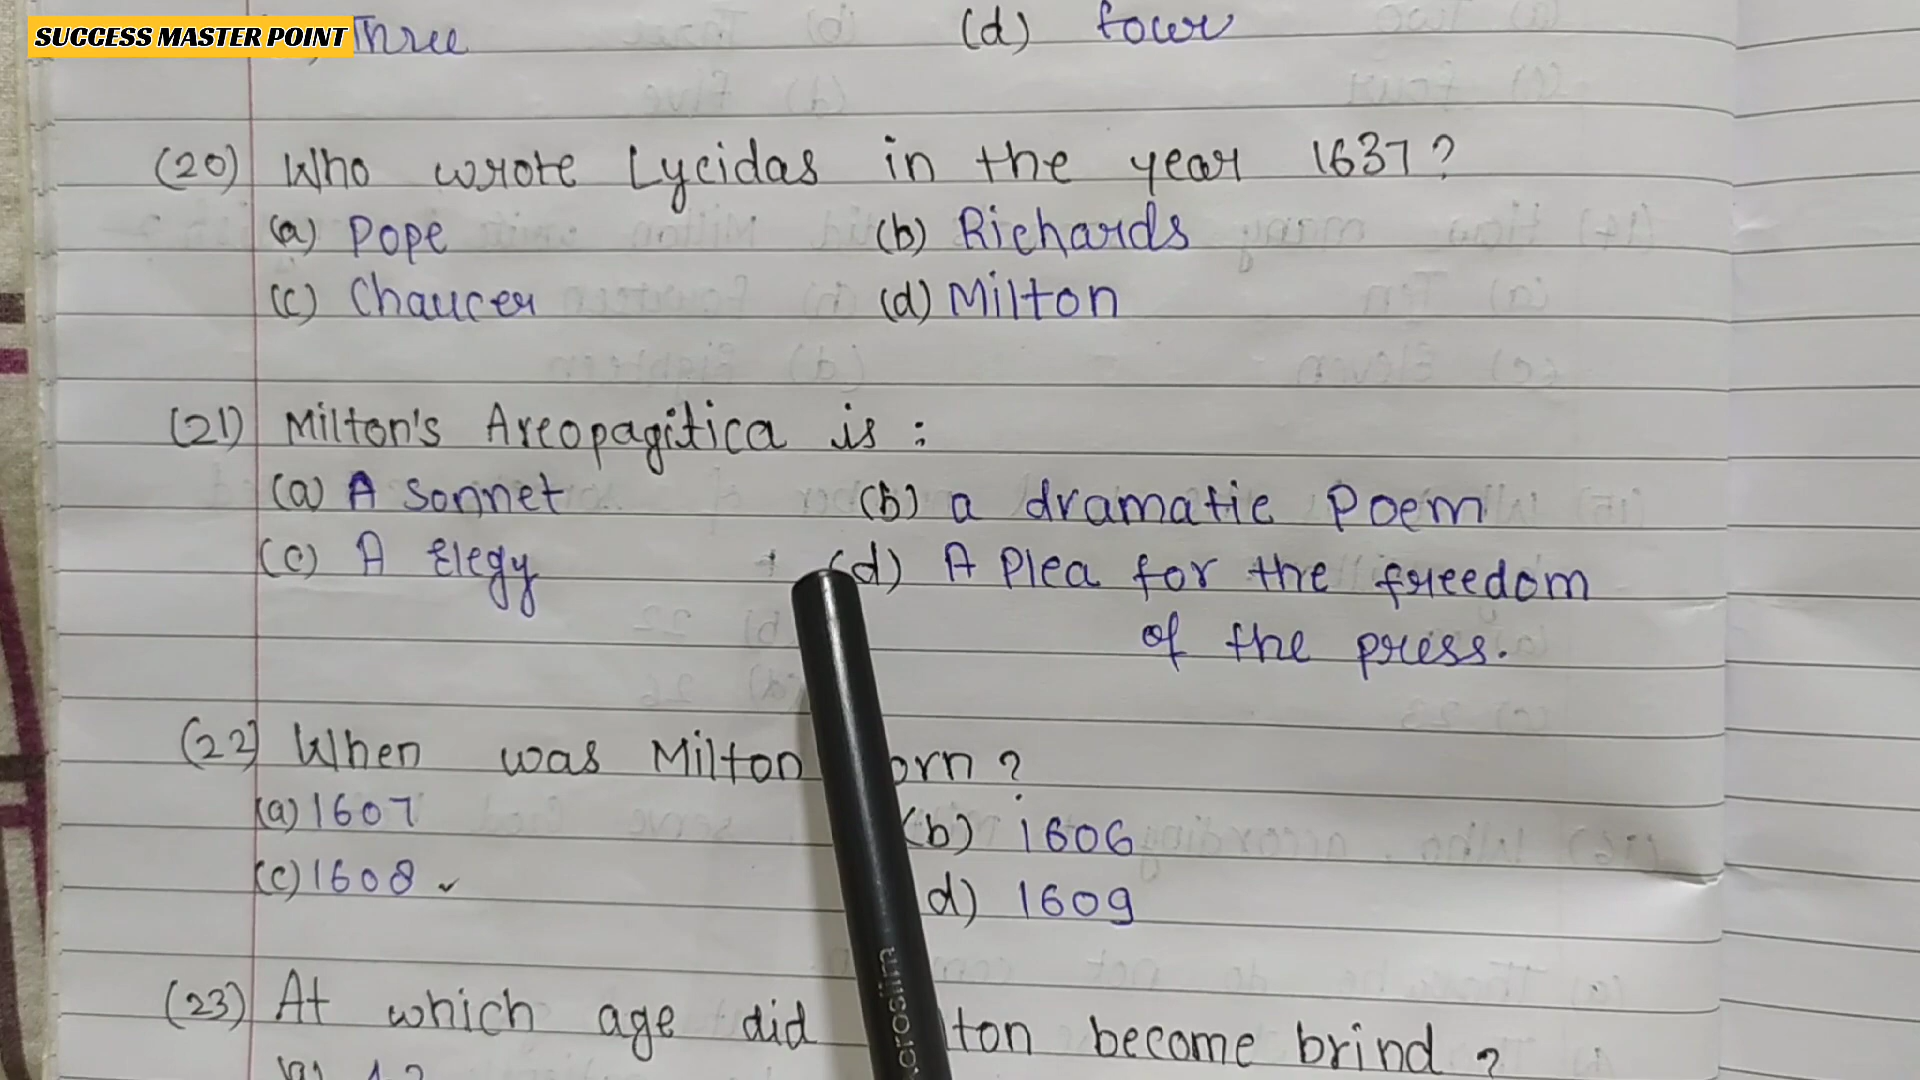 SUCCESS MASTER POINT
Three (d) four
(20) Who wrote Lycidas in the year 1637?
(a) Pope (b) Richards
(c) Chaucer (d) Milton
(21) Milton's Areopagitica is :
(a) A Sonnet (b) a dramatic Poem
(c) A Elegy (d) A Plea for the freedom
of the press.
(22) When was Milton orn?
(a) 1607 (b) 1606
(c) 1608 ✓ d) 1609
(23) At which age did ton become brind?